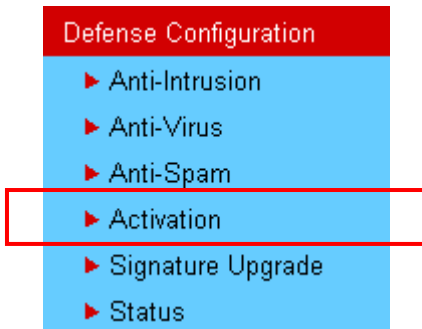 Defense Configuration
Anti-Intrusion
Anti-Virus
Anti-Spam
Activation
Signature Upgrade
Status